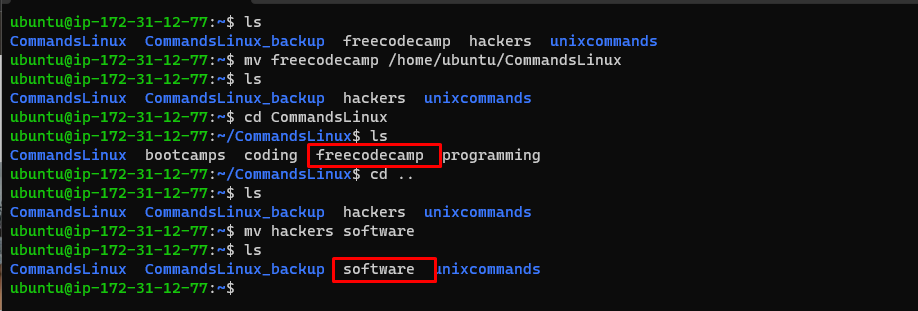 ubuntu@ip-172-31-12-77:~$ ls
CommandsLinux  CommandsLinux_backup  freecodecamp  hackers  unixcommands
ubuntu@ip-172-31-12-77:~$ mv freecodecamp /home/ubuntu/CommandsLinux
ubuntu@ip-172-31-12-77:~$ ls
CommandsLinux  CommandsLinux_backup  hackers  unixcommands
ubuntu@ip-172-31-12-77:~$ cd CommandsLinux
ubuntu@ip-172-31-12-77:~/CommandsLinux$ ls
CommandsLinux  bootcamps  coding  freecodecamp  programming
ubuntu@ip-172-31-12-77:~/CommandsLinux$ cd ..
ubuntu@ip-172-31-12-77:~$ ls
CommandsLinux  CommandsLinux_backup  hackers  unixcommands
ubuntu@ip-172-31-12-77:~$ mv hackers software
ubuntu@ip-172-31-12-77:~$ ls
CommandsLinux  CommandsLinux_backup  software  unixcommands
ubuntu@ip-172-31-12-77:~$